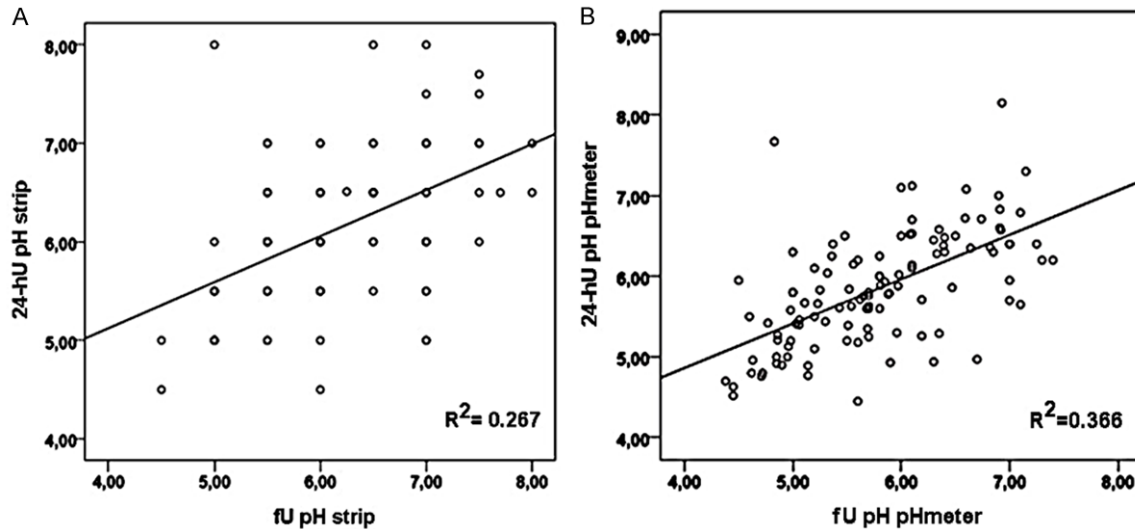 A
8,00
7,00
6,00
5,00
4,00
24-hU pH strip
R2= 0.267
4,00 5,00 6,00 7,00 8,00
fU pH strip
B
9,00
8,00
7,00
6,00
5,00
4,00
24-hU pH pHmeter
R2=0.366
4,00 5,00 6,00 7,00 8,00
fU pH pHmeter